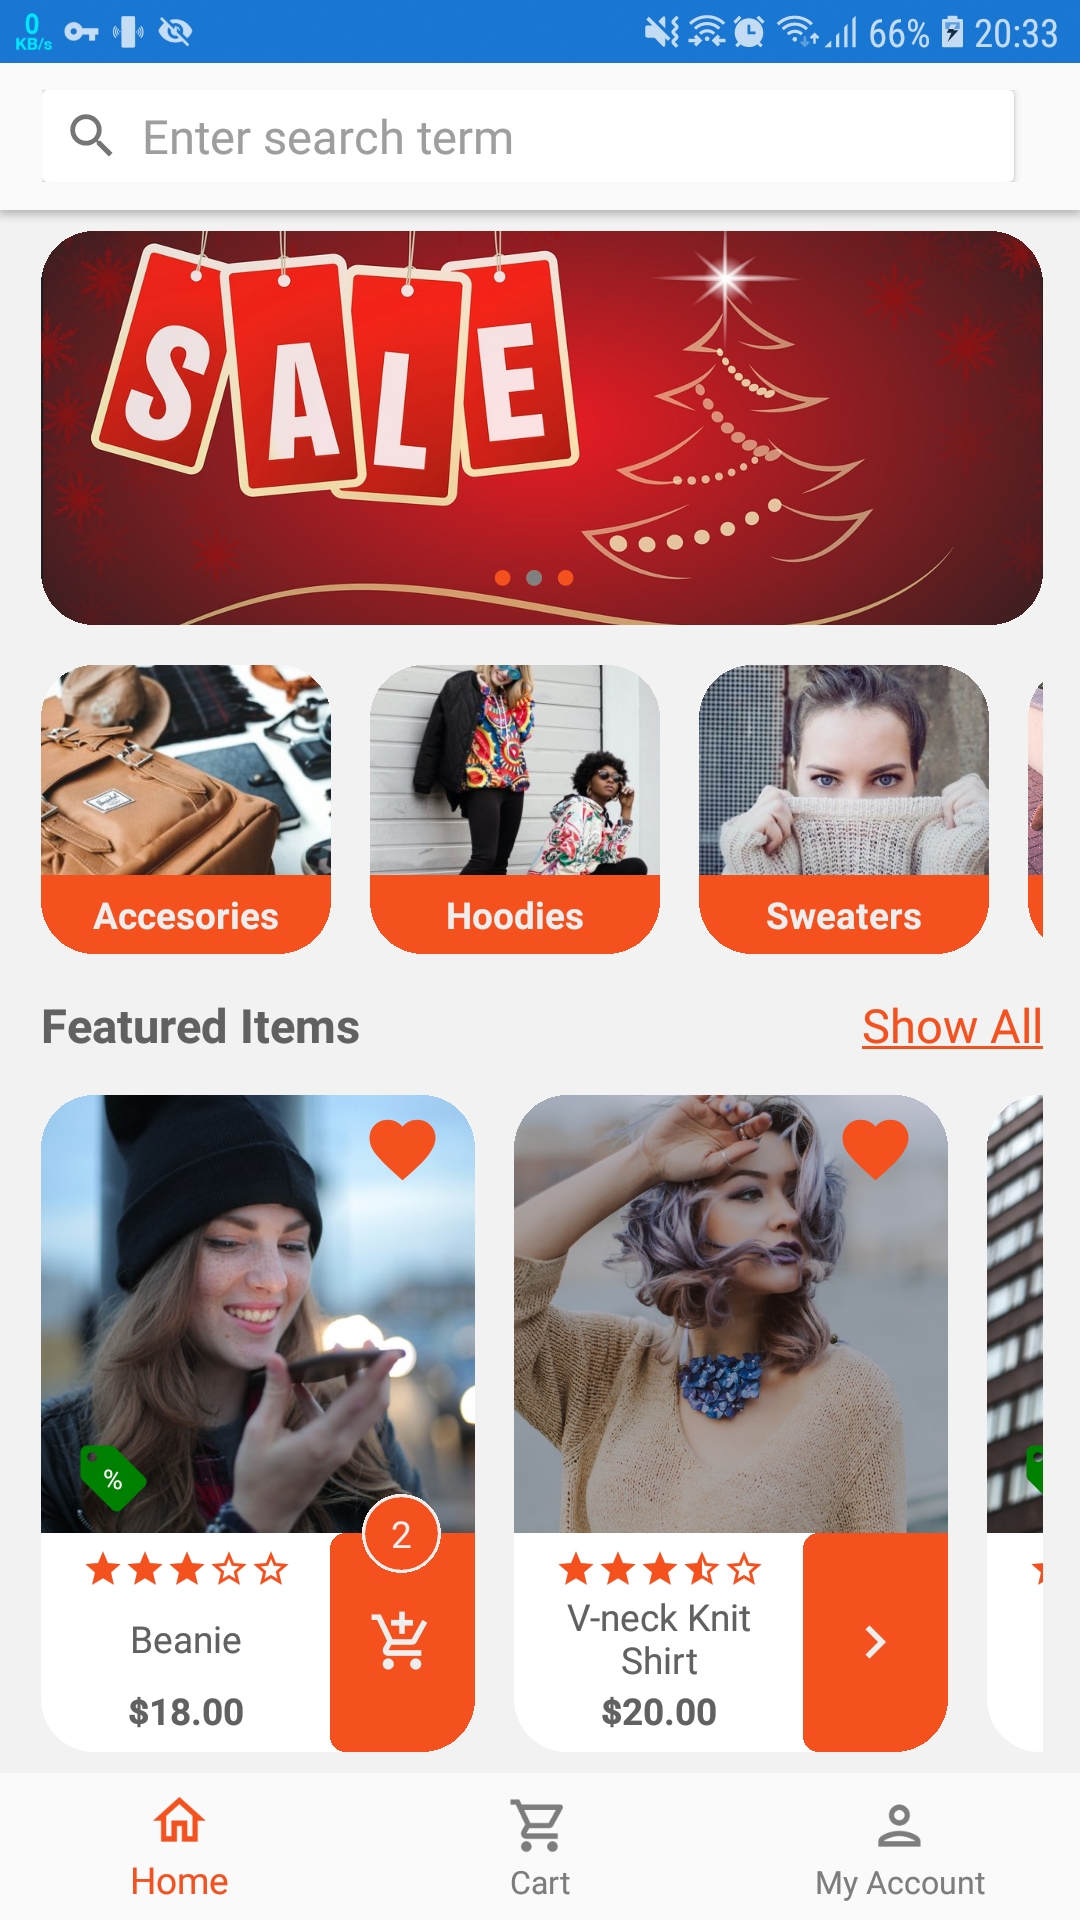 0
KB/s
66%
20:33
Enter search term
SALE
Accesories
Hoodies
Sweaters
Featured Items
Show All
%
2
Beanie
$18.00
V-neck Knit
Shirt
$20.00
Home
Cart
My Account